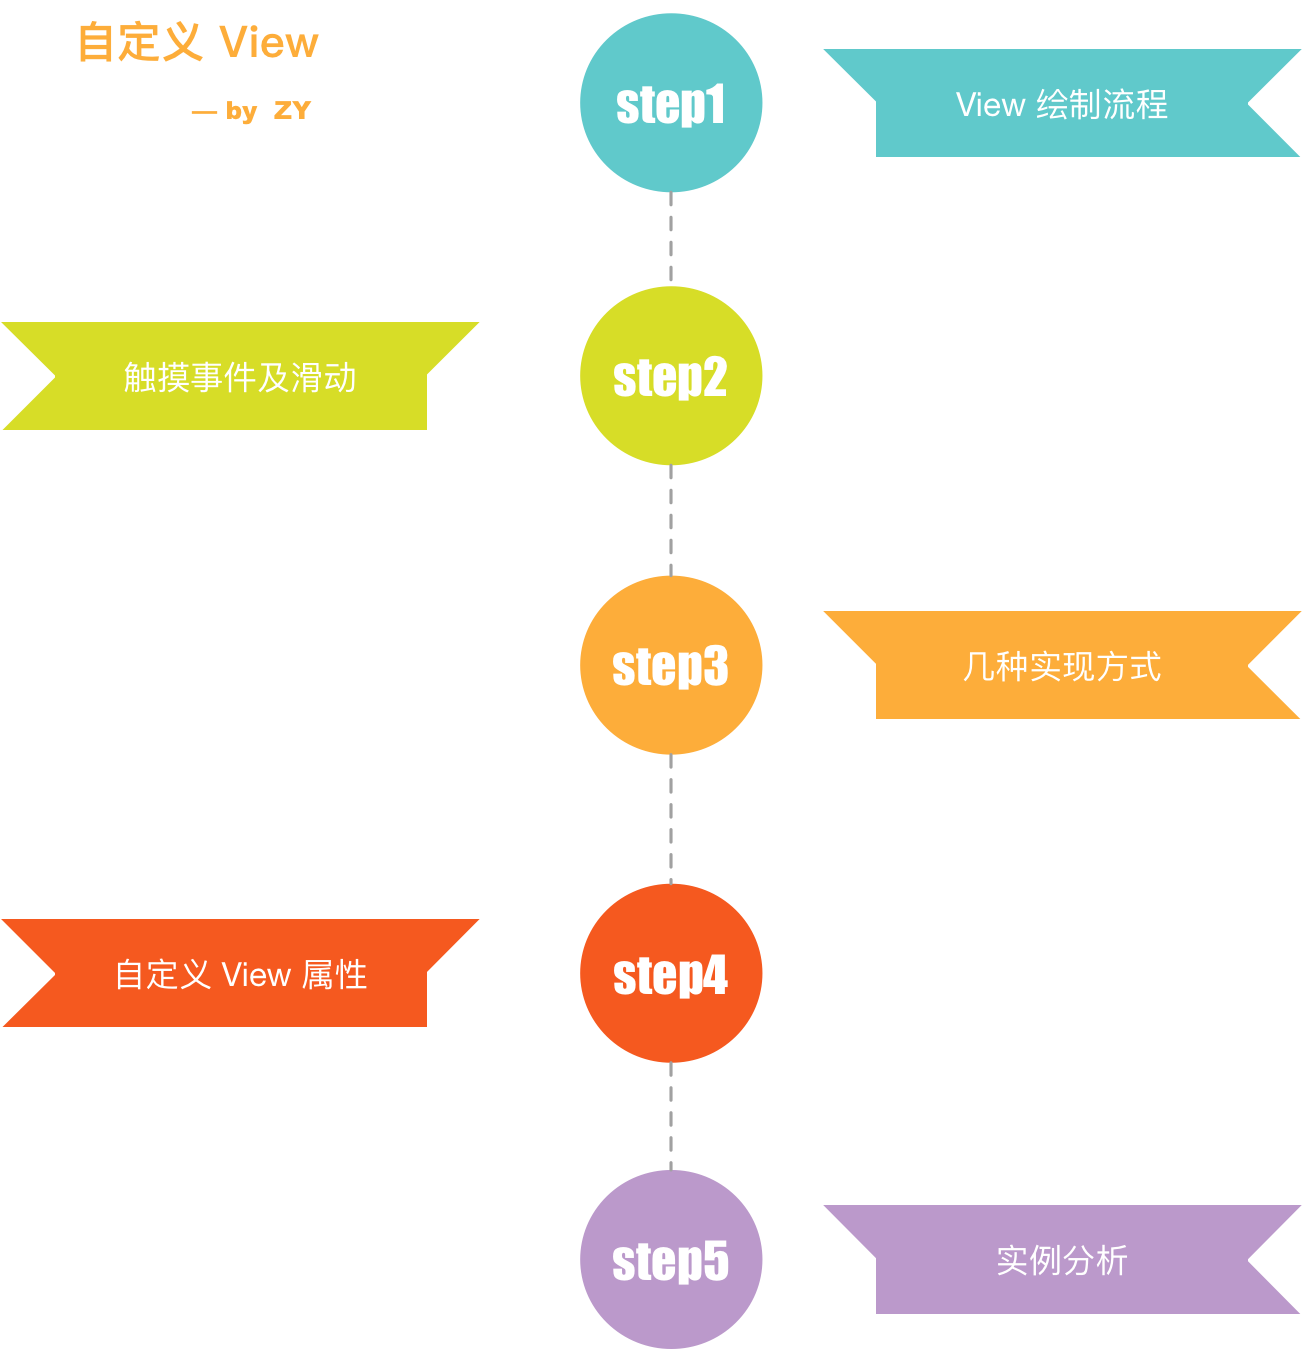 自定义 View
— by ZY
step1
View 绘制流程
step2
触摸事件及滑动
step3
几种实现方式
step4
自定义 View 属性
step5
实例分析